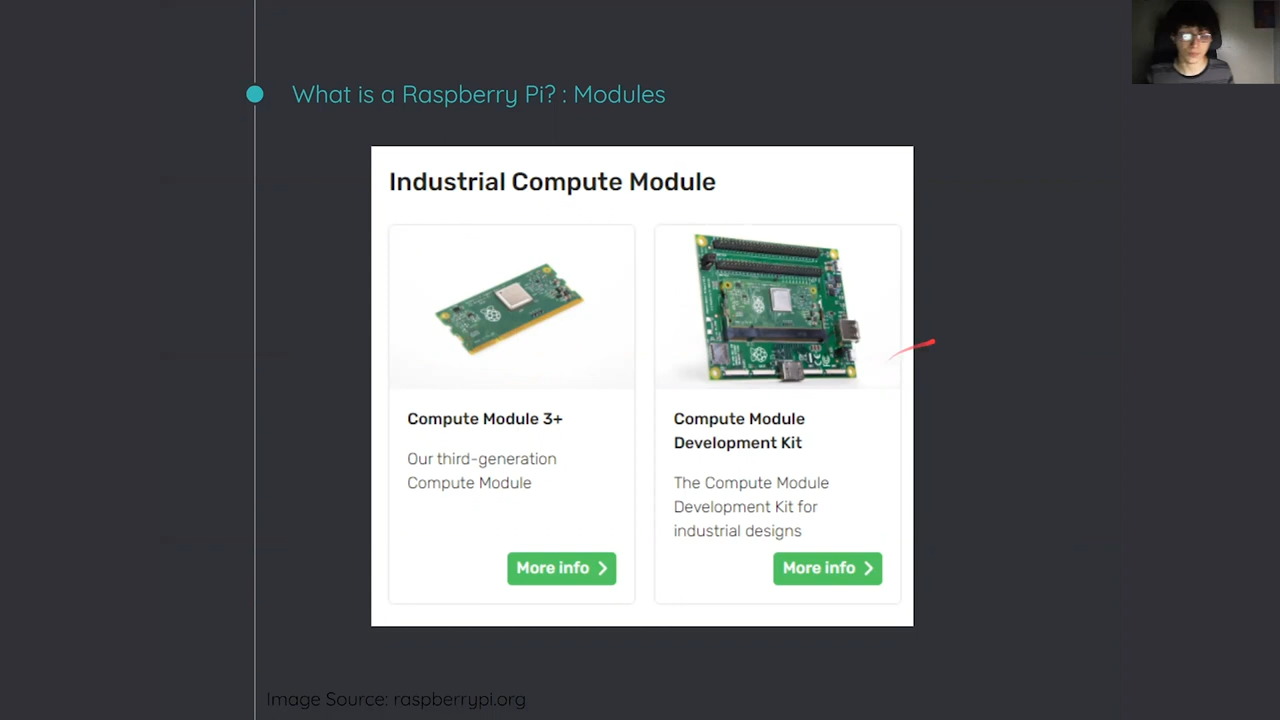 What is a Raspberry Pi? : Modules
Industrial Compute Module
Compute Module 3+
Our third-generation
Compute Module
More info
Compute Module
Development Kit
The Compute Module
Development Kit for
industrial designs
More info
Image Source: raspberrypi.org